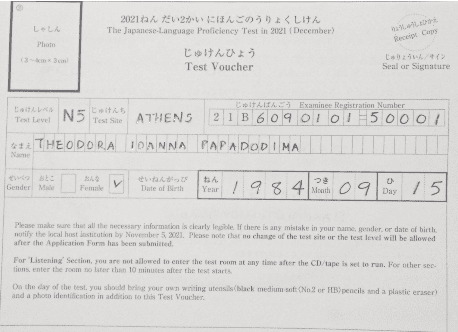 2021ねん だい2かい にほんごのうりょくしけん
The Japanese-Language Proficiency Test in 2021 (December)
しゃしん
Photo
(3~4cm×3cm)
じゅけんひょう
Test Voucher
Receipt Copy
じゅりょういん/サイン
Seal or Signature
じゅけんばんごう Examinee Registration Number
じゅけんレベル
Test Level
N5
じゅけんち
Test Site
ATHENS
21B6090101-50001
なまえ
Name
THEODORA IOANNA PAPADODIMA
せいべつ
Gender
おとこ
Male
おんな
Female
✓
せいねんがっぴ
Date of Birth
ねん
Year
1984
つき
Month
09
ひ
Day
15
Please make sure that all the necessary information is clearly legible. If there is any mistake in your name, gender, or date of birth,
notify the local host institution by November 5, 2021. Please note that no change of the test site or the test level will be allowed
after the Application Form has been submitted.
For 'Listening' Section, you are not allowed to enter the test room at any time after the CD/tape is set to run. For other sec-
tions, enter the room no later than 10 minutes after the test starts.
On the day of the test, you should bring your own writing utensils(black medium-soft(No.2 or HB)pencils and a plastic eraser)
and a photo identification in addition to this Test Voucher.